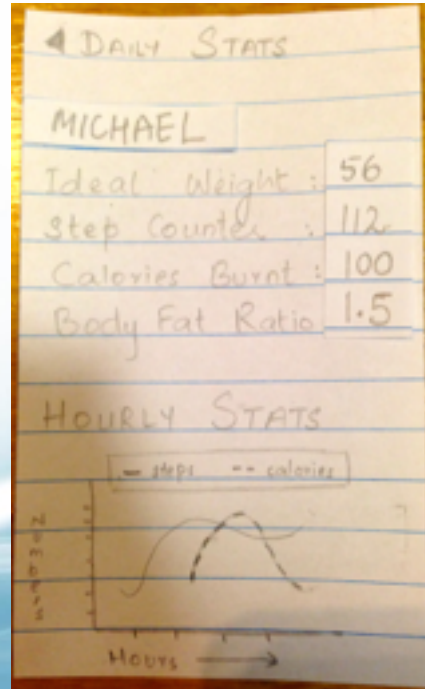 ◀ DAILY STATS
MICHAEL
Ideal Weight : 56
Step Counter : 112
Calories Burnt : 100
Body Fat Ratio 1.5
HOURLY STATS
— steps -- calories
Numbers
Hours →